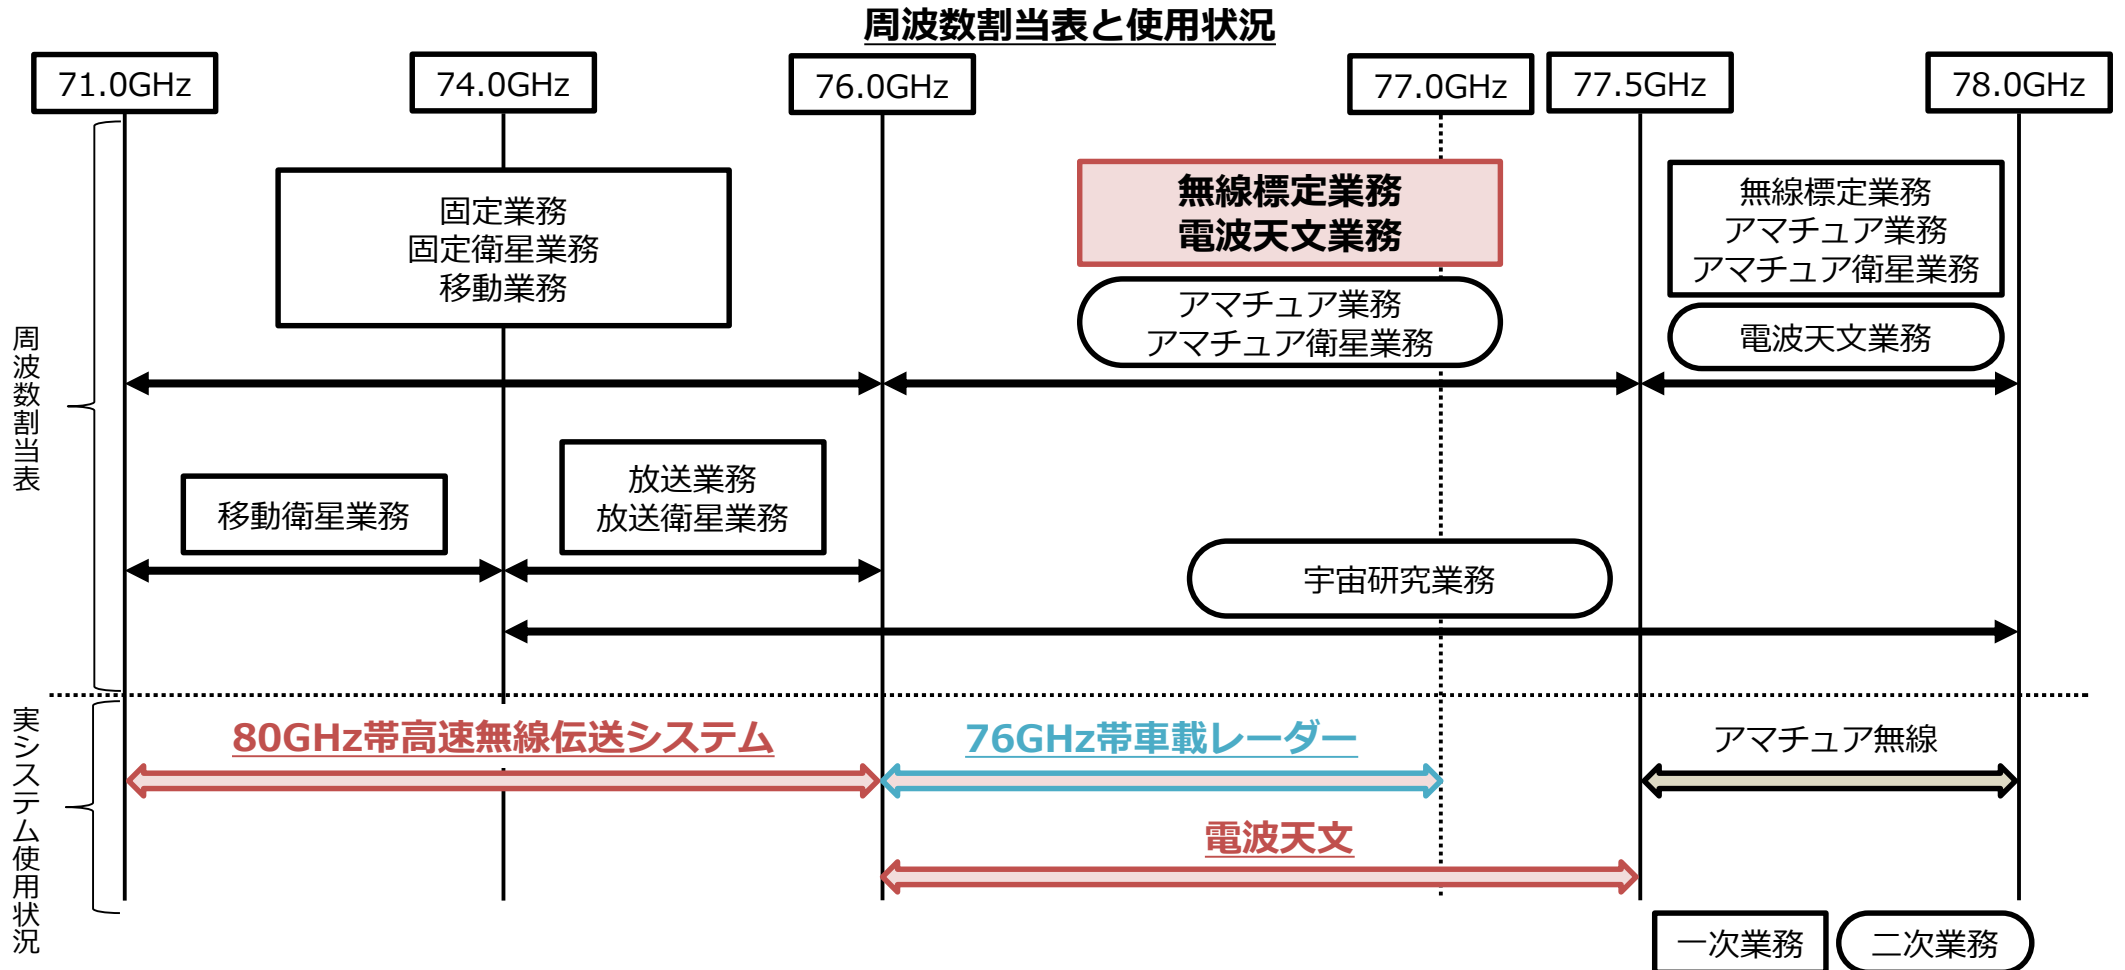 周波数割当表と使用状況
71.0GHz
74.0GHz
76.0GHz
77.0GHz
77.5GHz
78.0GHz
周波数割当表
固定業務
固定衛星業務
移動業務
無線標定業務
電波天文業務
アマチュア業務
アマチュア衛星業務
無線標定業務
アマチュア業務
アマチュア衛星業務
電波天文業務
移動衛星業務
放送業務
放送衛星業務
宇宙研究業務
実システム使用状況
80GHz帯高速無線伝送システム
76GHz帯車載レーダー
アマチュア無線
電波天文
一次業務
二次業務